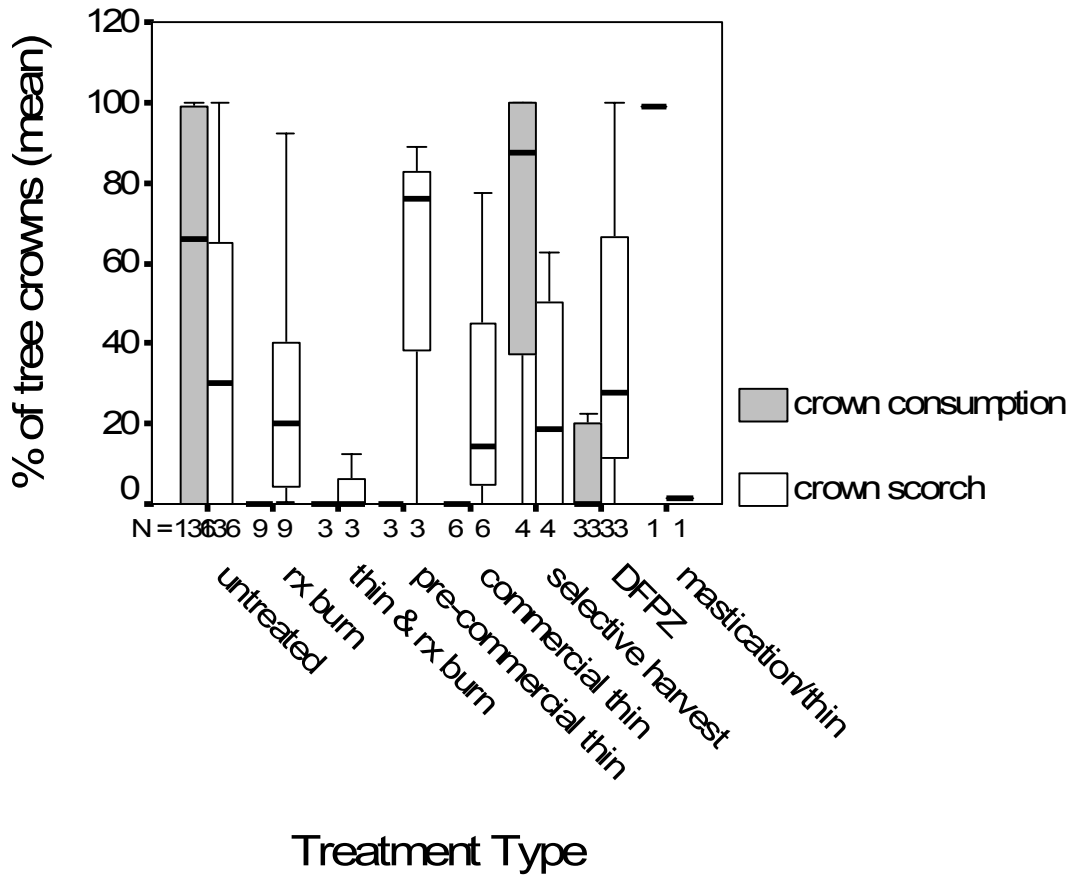 120
100
80
60
40
20
0
% of tree crowns (mean)
N = 9 9 3 3 3 3 6 6 4 4 33 33 1 1
untreated
rx burn
thin & rx burn
pre-commercial thin
commercial thin
selective harvest
DFPZ
mastication/thin
Treatment Type
crown consumption
crown scorch